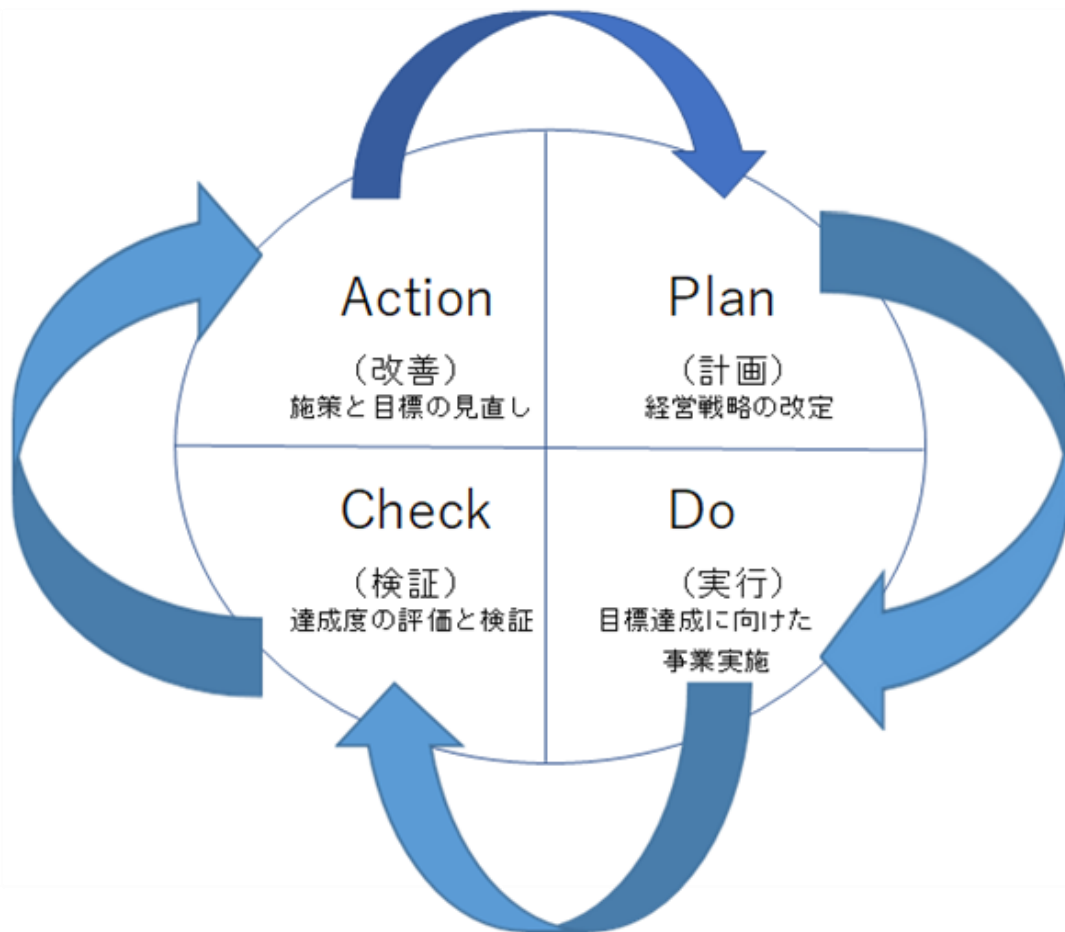 Action
（改善）
施策と目標の見直し
Plan
（計画）
経営戦略の改定
Check
（検証）
達成度の評価と検証
Do
（実行）
目標達成に向けた
事業実施